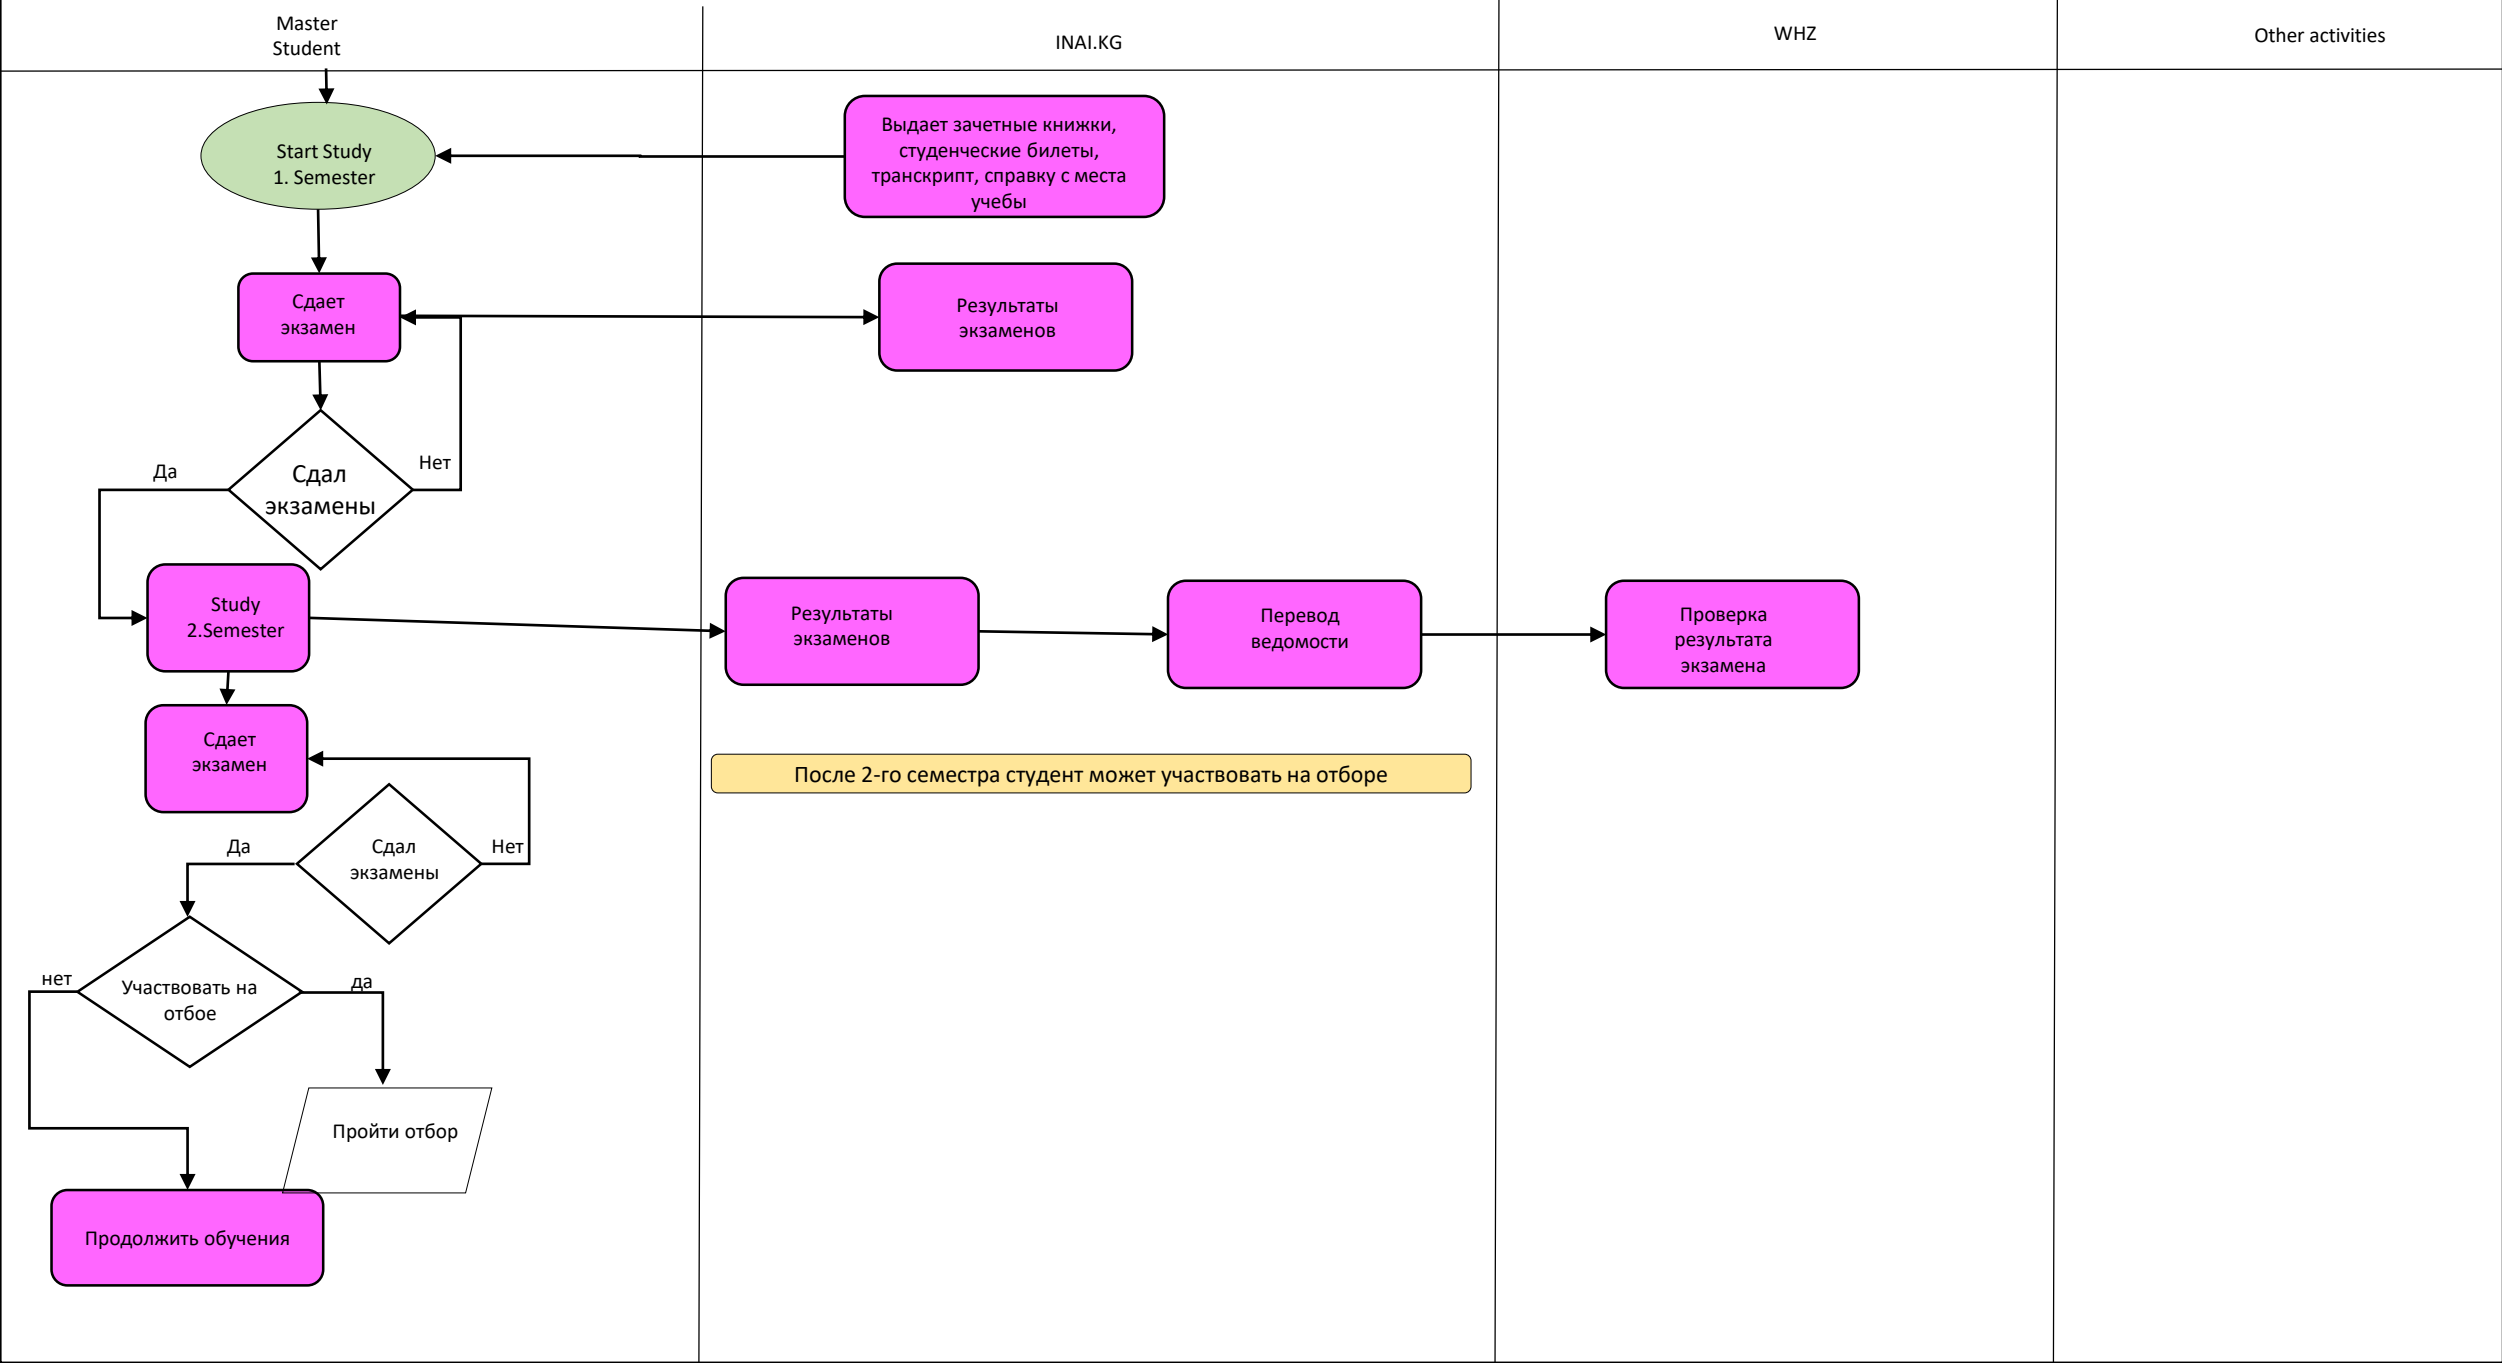 Master
Student
INAI.KG
WHZ
Other activities
Start Study
1. Semester
Выдает зачетные книжки,
студенческие билеты,
транскрипт, справку с места
учебы
Сдает
экзамен
Результаты
экзаменов
Да
Сдал
экзамены
Нет
Study
2.Semester
Результаты
экзаменов
Перевод
ведомости
Проверка
результата
экзамена
Сдает
экзамен
После 2-го семестра студент может участвовать на отборе
Да
Сдал
экзамены
Нет
нет
Участвовать на
отбое
да
Пройти отбор
Продолжить обучения